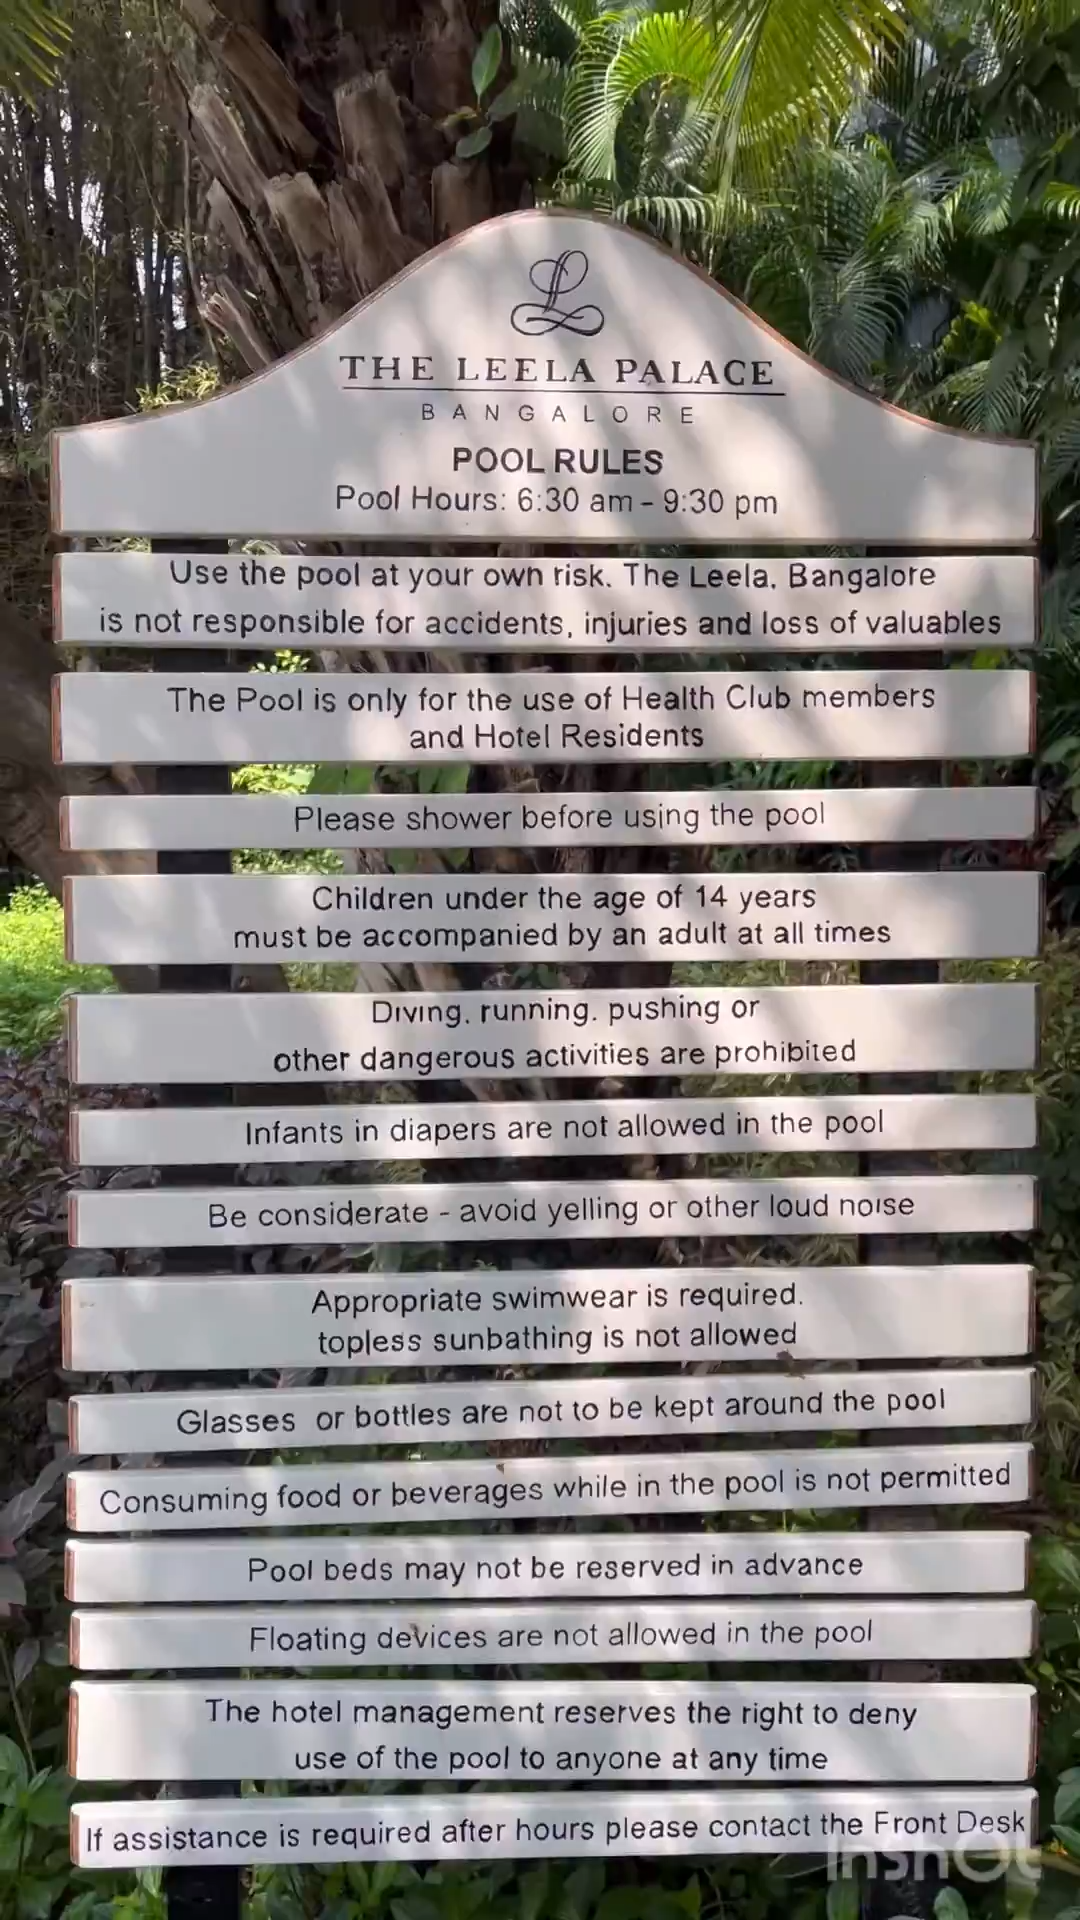 THE LEELA PALACE
BANGALORE
POOL RULES
Pool Hours: 6:30 am - 9:30 pm
Use the pool at your own risk. The Leela, Bangalore
is not responsible for accidents, injuries and loss of valuables
The Pool is only for the use of Health Club members
and Hotel Residents
Please shower before using the pool
Children under the age of 14 years
must be accompanied by an adult at all times
Diving, running, pushing or
other dangerous activities are prohibited
Infants in diapers are not allowed in the pool
Be considerate - avoid yelling or other loud noise
Appropriate swimwear is required.
topless sunbathing is not allowed
Glasses or bottles are not to be kept around the pool
Consuming food or beverages while in the pool is not permitted
Pool beds may not be reserved in advance
Floating devices are not allowed in the pool
The hotel management reserves the right to deny
use of the pool to anyone at any time
If assistance is required after hours please contact the Front Desk
InShOt